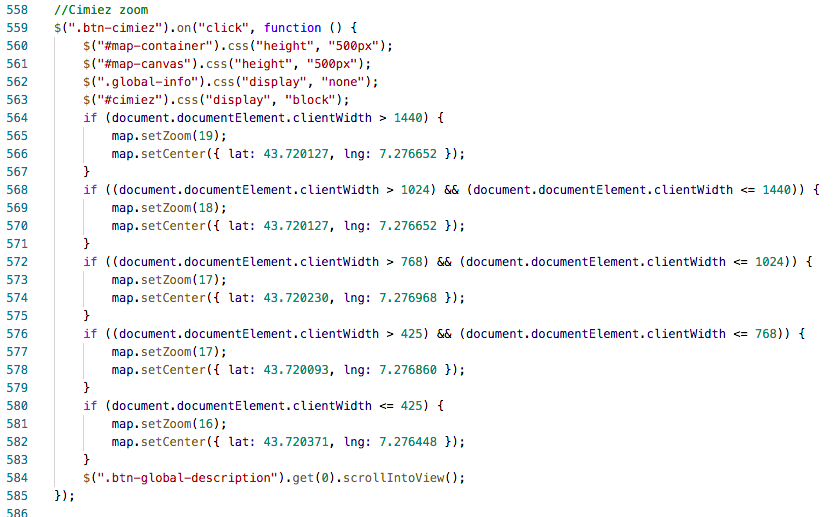 558 //Cimiez zoom
559 $(".btn-cimiez").on("click", function () {
560 $("#map-container").css("height", "500px");
561 $("#map-canvas").css("height", "500px");
562 $(".global-info").css("display", "none");
563 $("#cimiez").css("display", "block");
564 if (document.documentElement.clientWidth > 1440) {
565 map.setZoom(19);
566 map.setCenter({ lat: 43.720127, lng: 7.276652 });
567 }
568 if ((document.documentElement.clientWidth > 1024) && (document.documentElement.clientWidth <= 1440)) {
569 map.setZoom(18);
570 map.setCenter({ lat: 43.720127, lng: 7.276652 });
571 }
572 if ((document.documentElement.clientWidth > 768) && (document.documentElement.clientWidth <= 1024)) {
573 map.setZoom(17);
574 map.setCenter({ lat: 43.720230, lng: 7.276968 });
575 }
576 if ((document.documentElement.clientWidth > 425) && (document.documentElement.clientWidth <= 768)) {
577 map.setZoom(17);
578 map.setCenter({ lat: 43.720093, lng: 7.276860 });
579 }
580 if (document.documentElement.clientWidth <= 425) {
581 map.setZoom(16);
582 map.setCenter({ lat: 43.720371, lng: 7.276448 });
583 }
584 $(".btn-global-description").get(0).scrollIntoView();
585 });
586